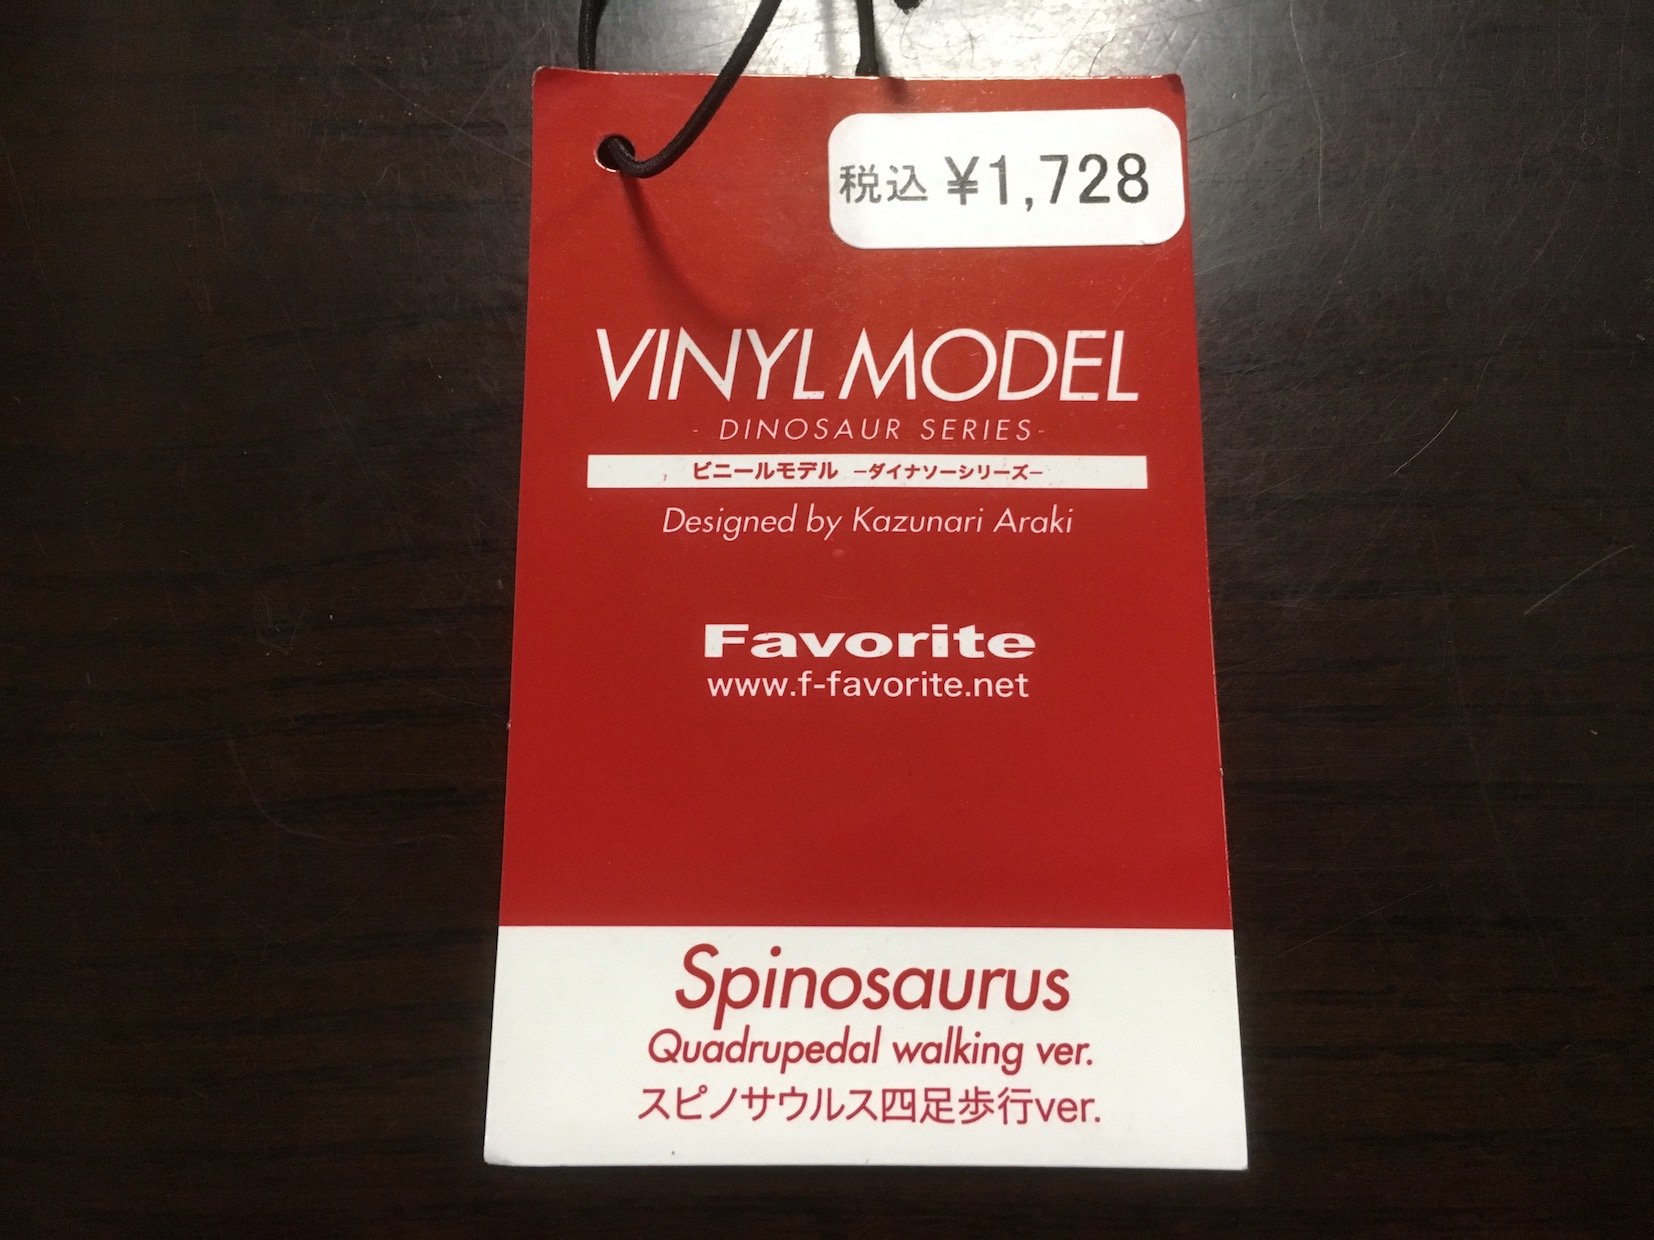 税込 ¥1,728
VINYL MODEL
- DINOSAUR SERIES-
ビニールモデル －ダイナソーシリーズ－
Designed by Kazunari Araki
Favorite
www.f-favorite.net
Spinosaurus
Quadrupedal walking ver.
スピノサウルス四足歩行ver.